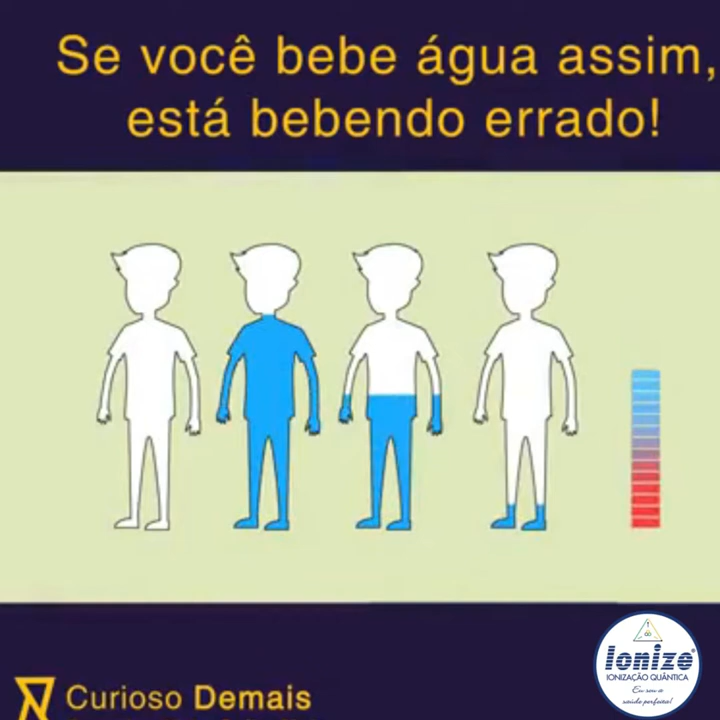 Se você bebe água assim,
está bebendo errado!
Curioso Demais
Ionize®
IONIZAÇÃO QUÂNTICA
Eu sou a
saúde perfeita!